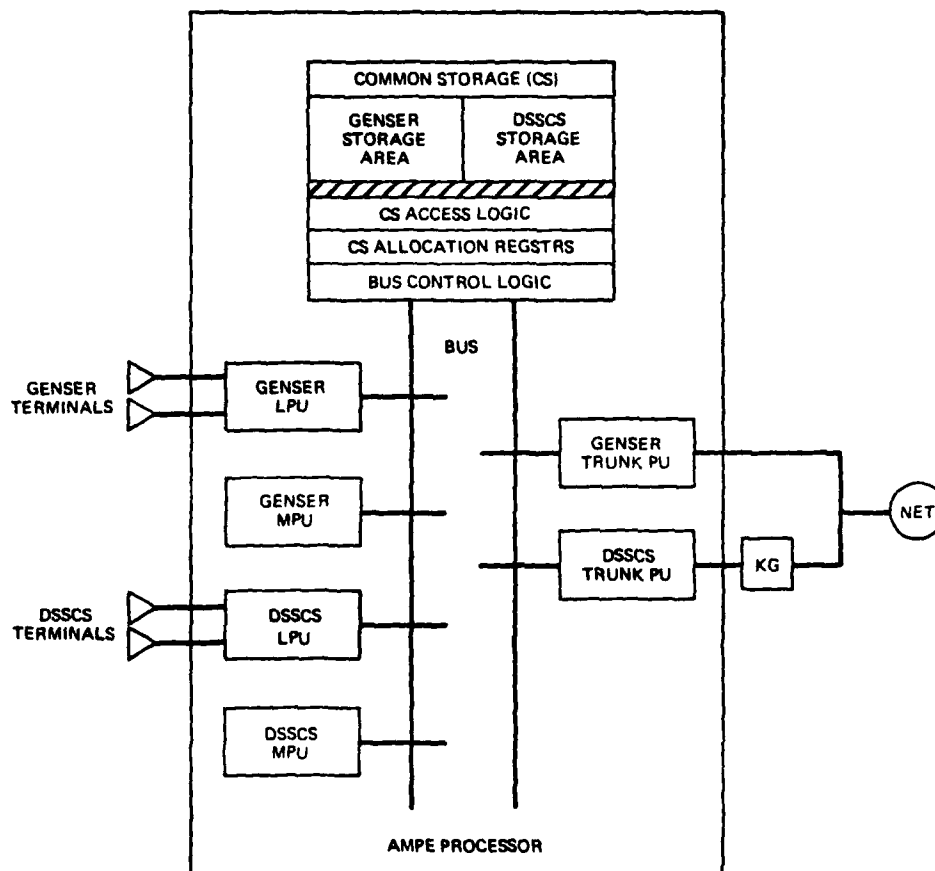 COMMON STORAGE (CS)
GENSER
STORAGE
AREA
DSSCS
STORAGE
AREA
CS ACCESS LOGIC
CS ALLOCATION REGSTRS
BUS CONTROL LOGIC
BUS
GENSER
TERMINALS
GENSER
LPU
GENSER
MPU
DSSCS
TERMINALS
DSSCS
LPU
DSSCS
MPU
GENSER
TRUNK PU
DSSCS
TRUNK PU
KG
NET
AMPE PROCESSOR